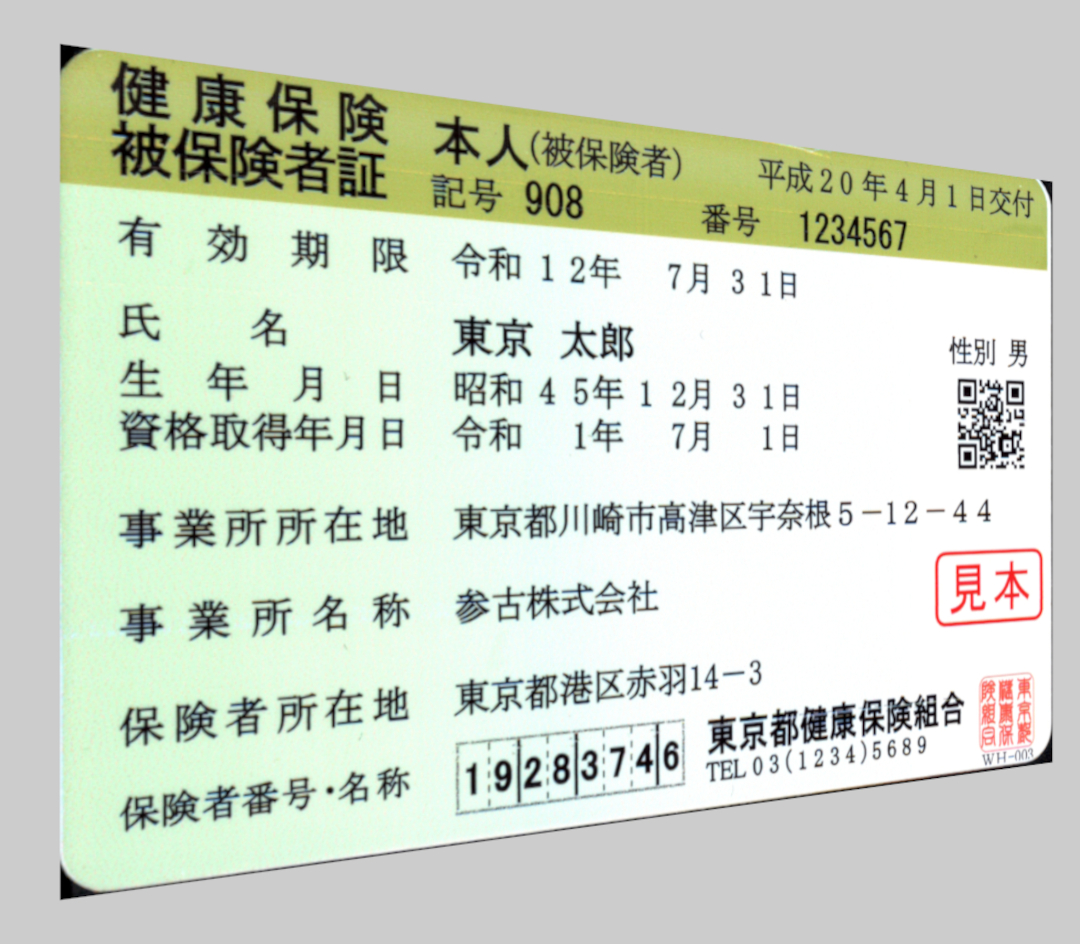 健康保険
被保険者証
本人(被保険者) 平成20年4月1日交付
記号 908 番号 1234567
有効期限 令和12年 7月31日
氏名 東京 太郎
性別 男
生年月日 昭和45年12月31日
資格取得年月日 令和 1年 7月 1日
事業所所在地 東京都川崎市高津区宇奈根5-12-44
見本
事業所名称 参古株式会社
保険者所在地 東京都港区赤羽14-3
保険者番号・名称 19283746 東京都健康保険組合
TEL03(1234)5689
WH-003